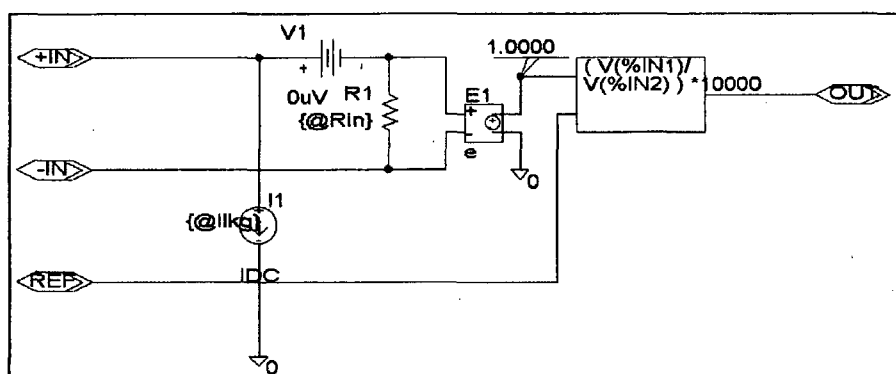 +IN
V1
1.0000
( V(%IN1)/
V(%IN2) ) *10000
OUT
+ -
0uV
R1
{@RIn}
E1
+
+
-
e
0
-IN
I1
{@Ilkg}
+
-
REF
IDC
0